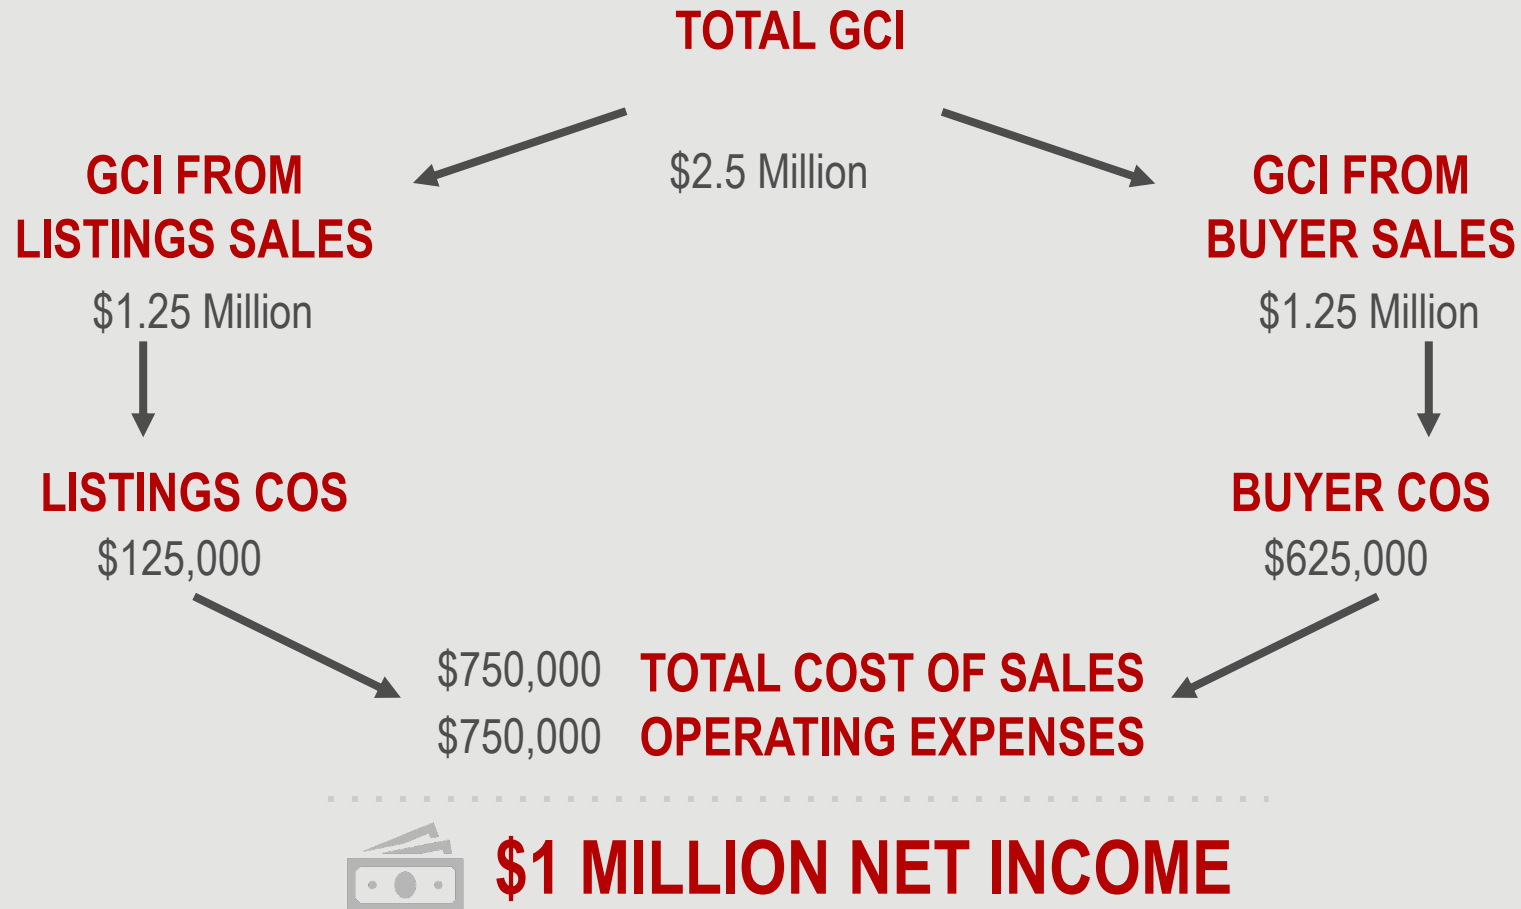 TOTAL GCI
$2.5 Million
GCI FROM
LISTINGS SALES
$1.25 Million
GCI FROM
BUYER SALES
$1.25 Million
LISTINGS COS
$125,000
BUYER COS
$625,000
$750,000 TOTAL COST OF SALES
$750,000 OPERATING EXPENSES
$1 MILLION NET INCOME